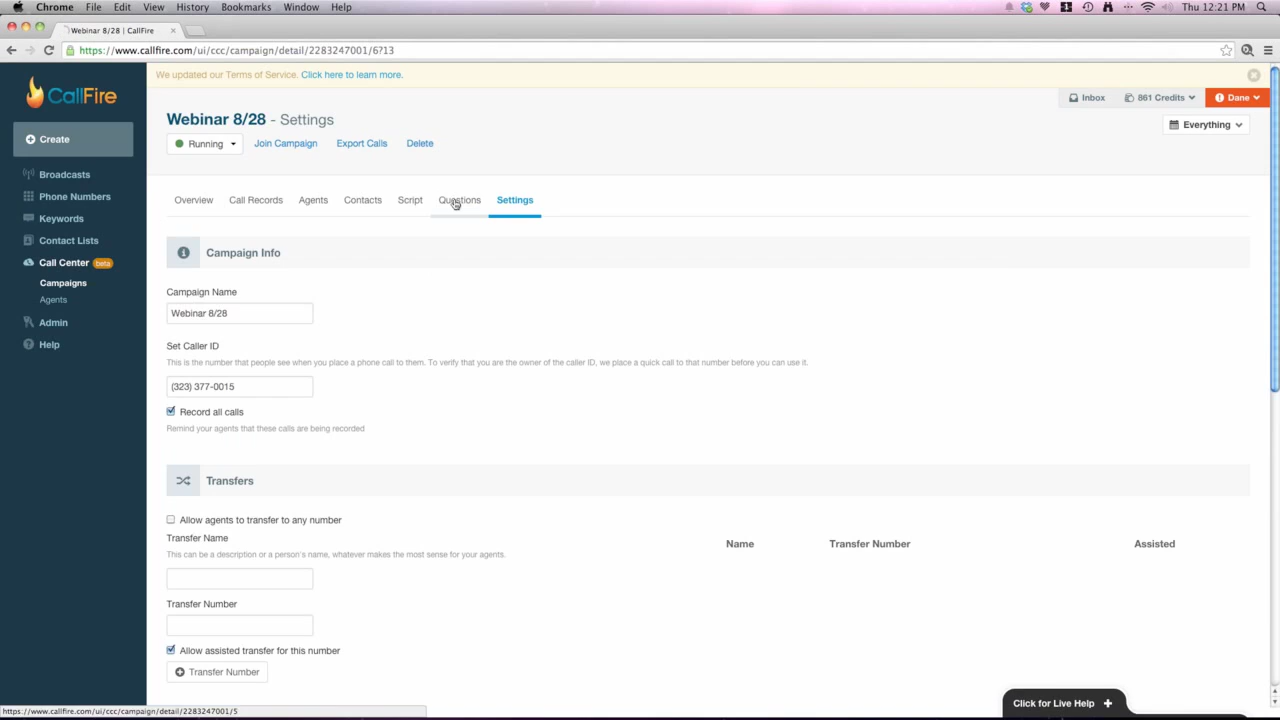 Chrome File Edit View History Bookmarks Window Help Thu 12:21 PM
Webinar 8/28 | CallFire
https://www.callfire.com/ui/ccc/campaign/detail/2283247001/6?13
We updated our Terms of Service. Click here to learn more.
CallFire
Inbox 861 Credits Dane
Webinar 8/28 - Settings
Everything
Create
Running Join Campaign Export Calls Delete
Broadcasts
Phone Numbers
Keywords
Contact Lists
Call Center beta
Campaigns
Agents
Admin
Help
Overview Call Records Agents Contacts Script Questions Settings
Campaign Info
Campaign Name
Webinar 8/28
Set Caller ID
This is the number that people see when you place a phone call to them. To verify that you are the owner of the caller ID, we place a quick call to that number before you can use it.
(323) 377-0015
Record all calls
Remind your agents that these calls are being recorded
Transfers
Allow agents to transfer to any number
Transfer Name
This can be a description or a person's name, whatever makes the most sense for your agents.
Name Transfer Number Assisted
Transfer Number
Allow assisted transfer for this number
Transfer Number
Click for Live Help +
https://www.callfire.com/ui/ccc/campaign/detail/2283247001/5